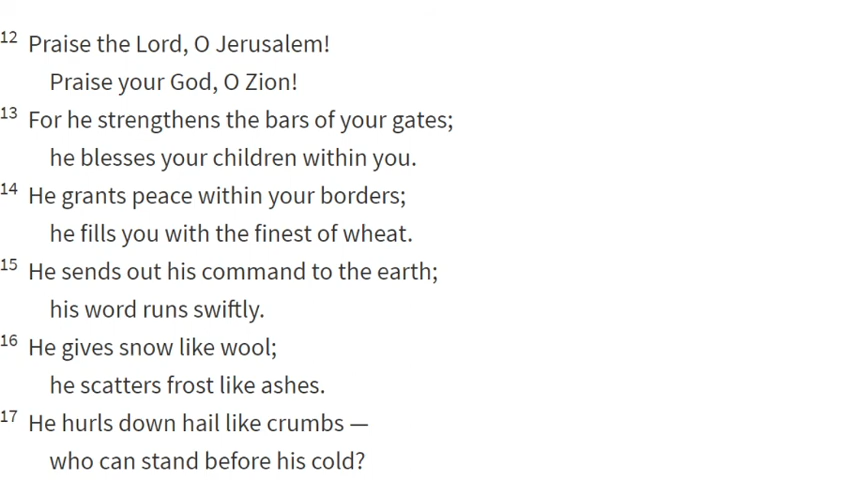 12 Praise the Lord, O Jerusalem!
Praise your God, O Zion!
13 For he strengthens the bars of your gates;
he blesses your children within you.
14 He grants peace within your borders;
he fills you with the finest of wheat.
15 He sends out his command to the earth;
his word runs swiftly.
16 He gives snow like wool;
he scatters frost like ashes.
17 He hurls down hail like crumbs —
who can stand before his cold?